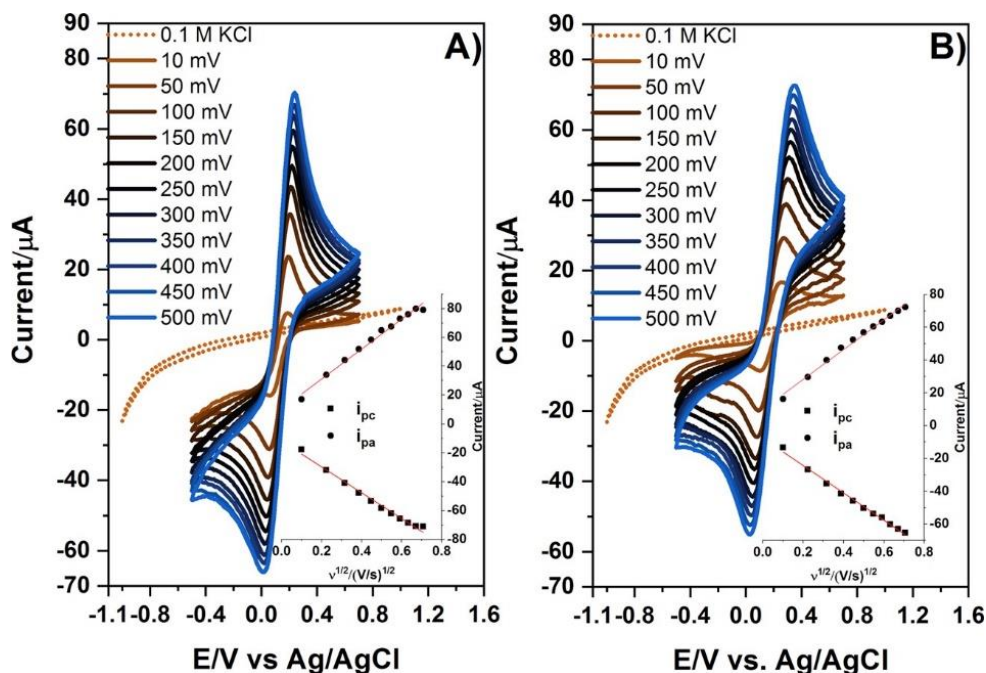 A)
90
80
60
40
20
0
-20
-40
-60
-70
Current/µA
-1.1 -0.8 -0.4 0.0 0.4 0.8 1.2 1.6
E/V vs Ag/AgCl
0.1 M KCl
10 mV
50 mV
100 mV
150 mV
200 mV
250 mV
300 mV
350 mV
400 mV
450 mV
500 mV
80
60
40
20
0
-20
-40
-60
-80
Current/µA
ipc
ipa
0.0 0.2 0.4 0.6 0.8
ν1/2/(V/s)1/2
B)
90
80
60
40
20
0
-20
-40
-60
-70
Current/µA
-1.1 -0.8 -0.4 0.0 0.4 0.8 1.2 1.6
E/V vs. Ag/AgCl
0.1 M KCl
10 mV
50 mV
100 mV
150 mV
200 mV
250 mV
300 mV
350 mV
400 mV
450 mV
500 mV
80
60
40
20
0
-20
-40
-60
Current/µA
ipc
ipa
0.0 0.2 0.4 0.6 0.8
ν1/2/(V/s)1/2